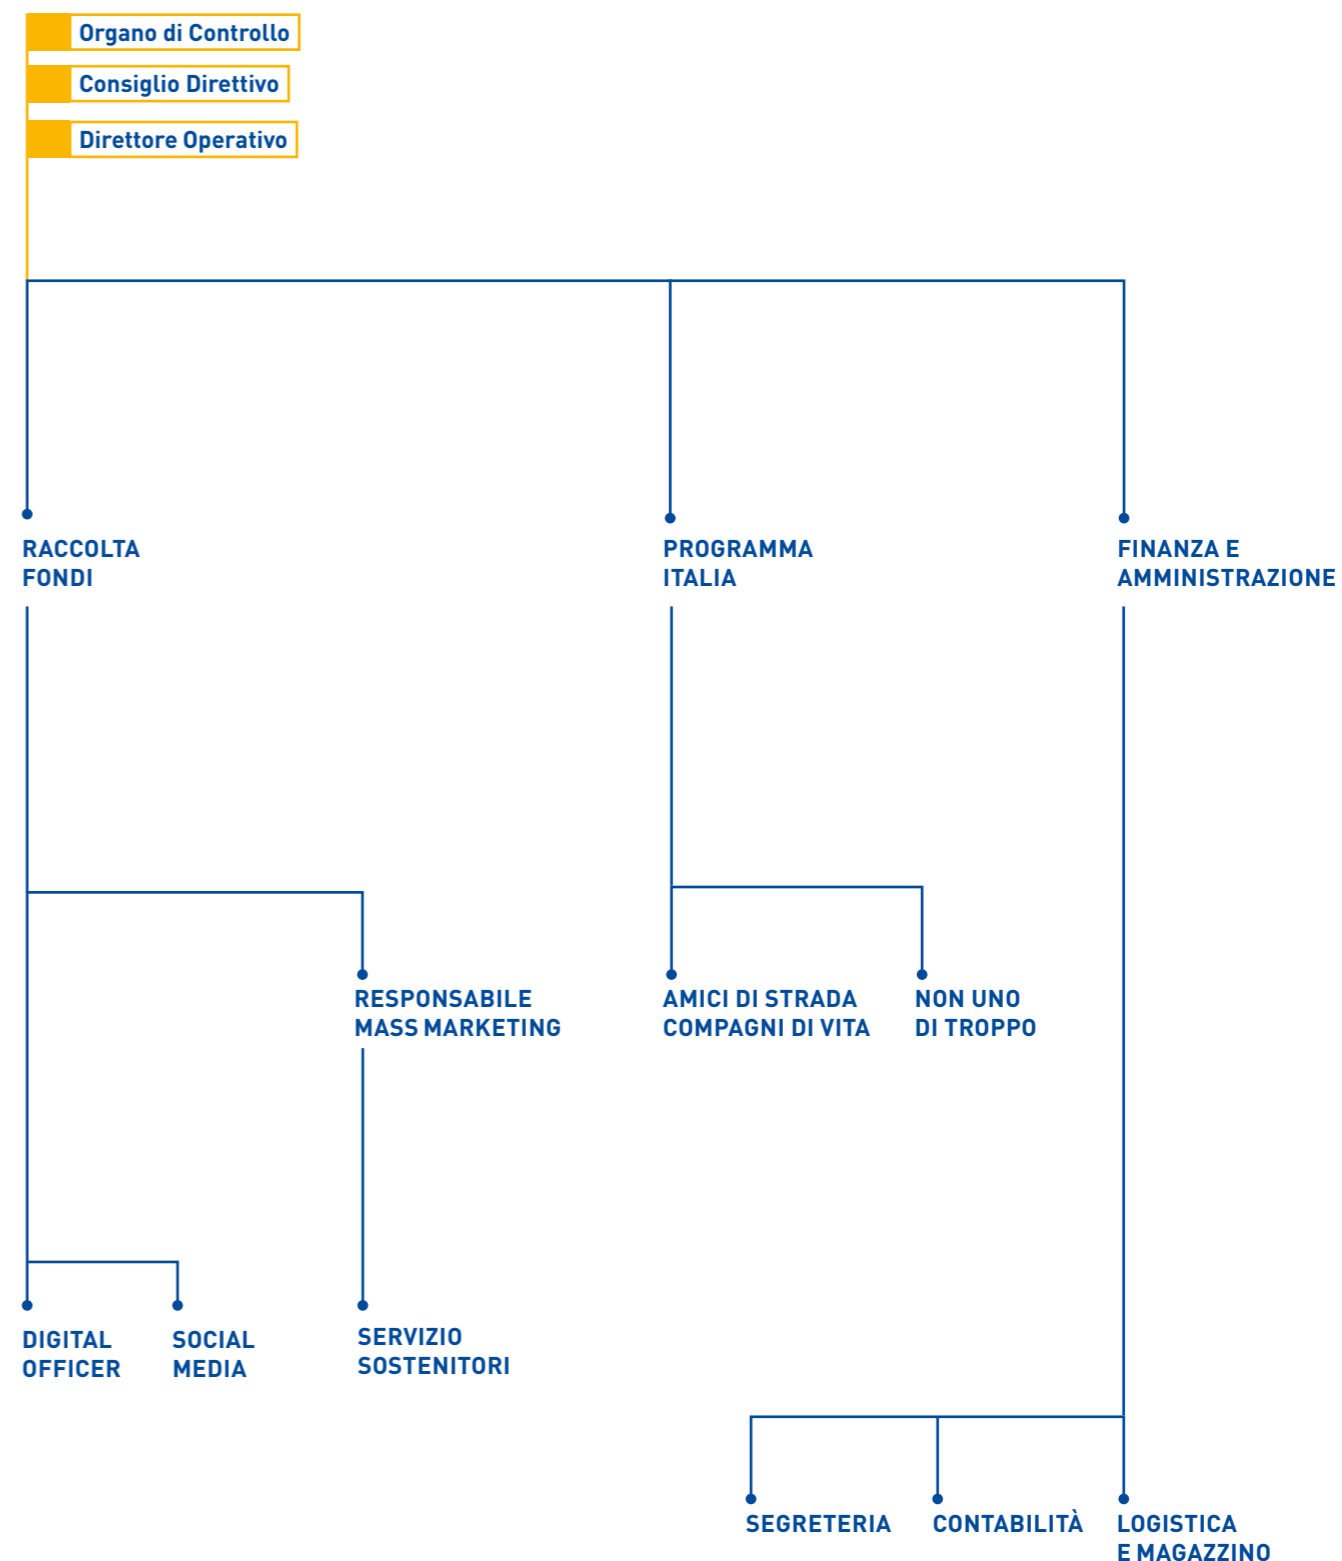 Organo di Controllo
Consiglio Direttivo
Direttore Operativo
RACCOLTA
FONDI
PROGRAMMA
ITALIA
FINANZA E
AMMINISTRAZIONE
RESPONSABILE
MASS MARKETING
AMICI DI STRADA
COMPAGNI DI VITA
NON UNO
DI TROPPO
DIGITAL
OFFICER
SOCIAL
MEDIA
SERVIZIO
SOSTENITORI
SEGRETERIA
CONTABILITÀ
LOGISTICA
E MAGAZZINO